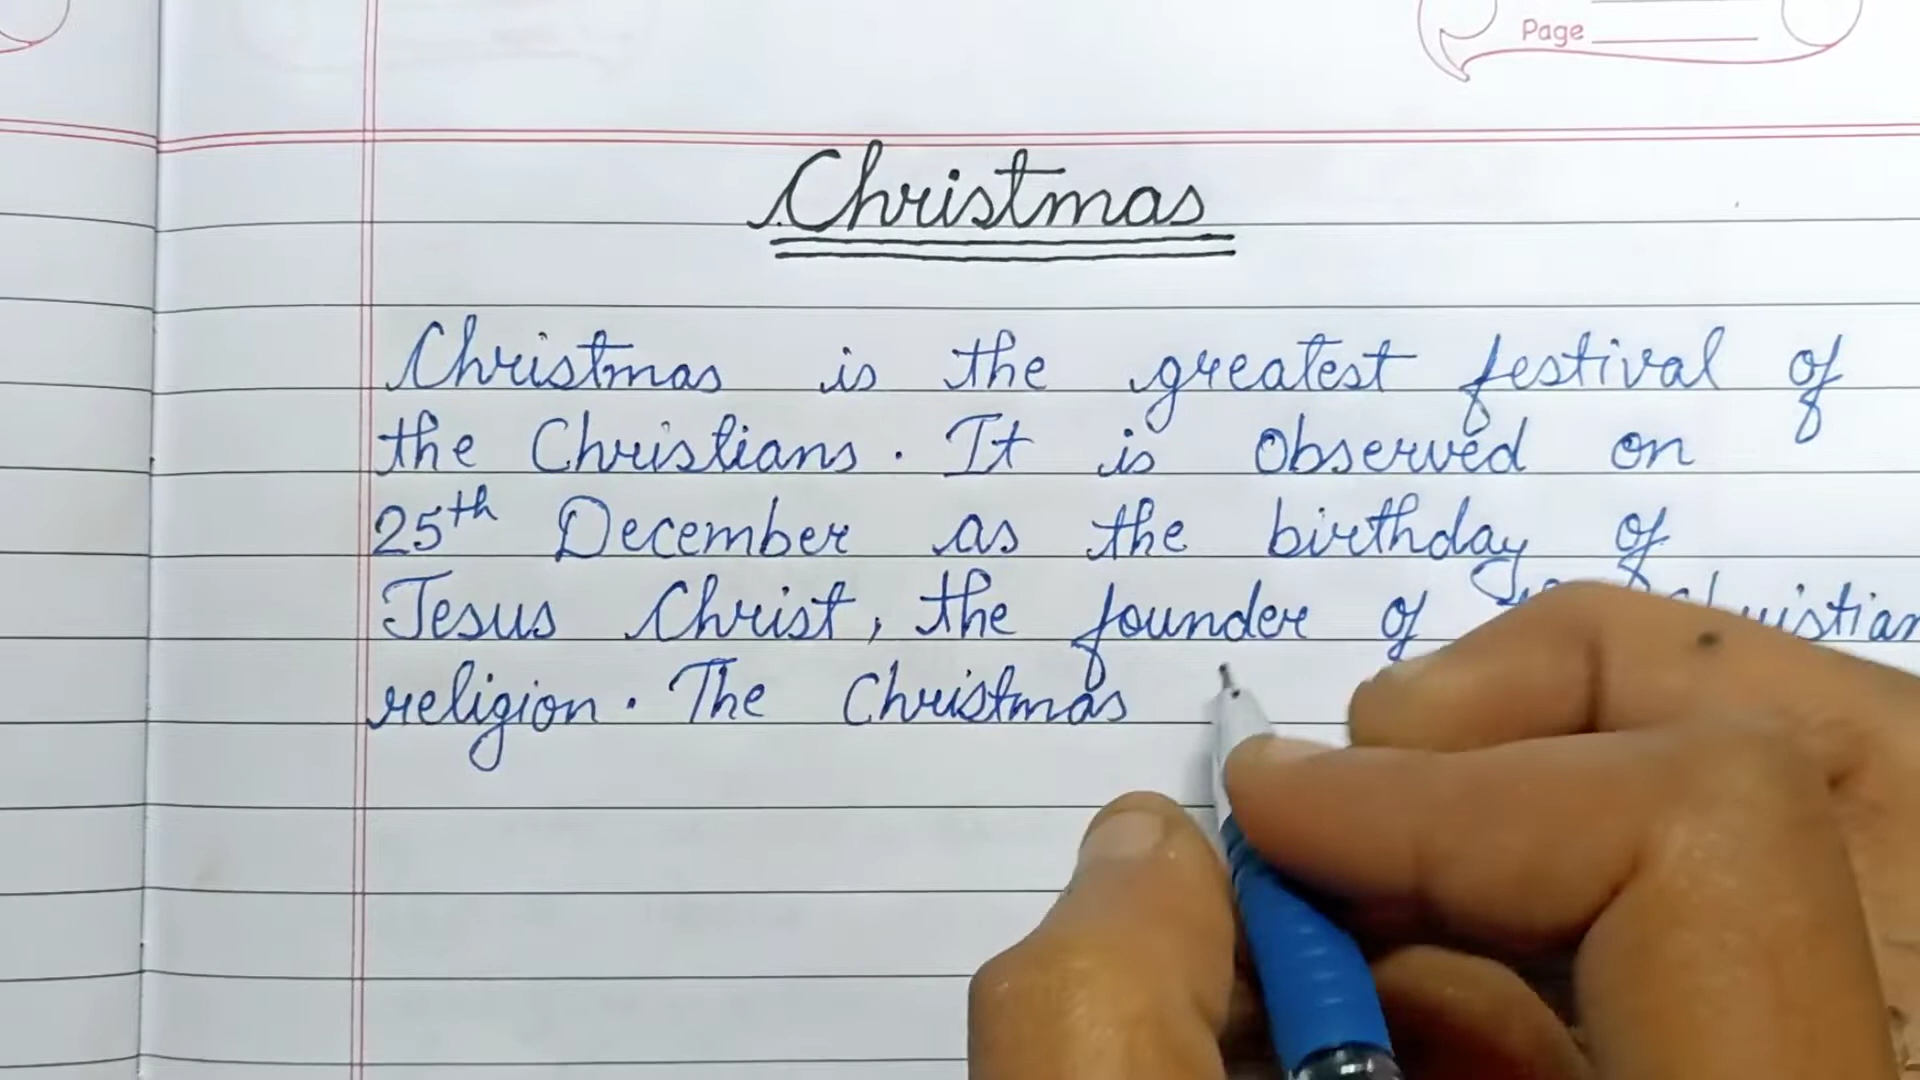 Page
Christmas
Christmas is the greatest festival of
the Christians. It is observed on
25th December as the birthday of
Jesus Christ, the founder of
religion. The Christmas